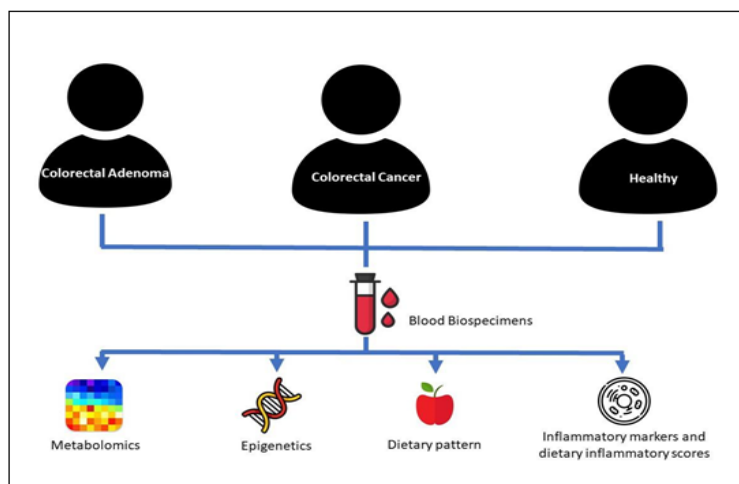 Colorectal Adenoma
Colorectal Cancer
Healthy
Blood Biospecimens
Metabolomics
Epigenetics
Dietary pattern
Inflammatory markers and
dietary inflammatory scores